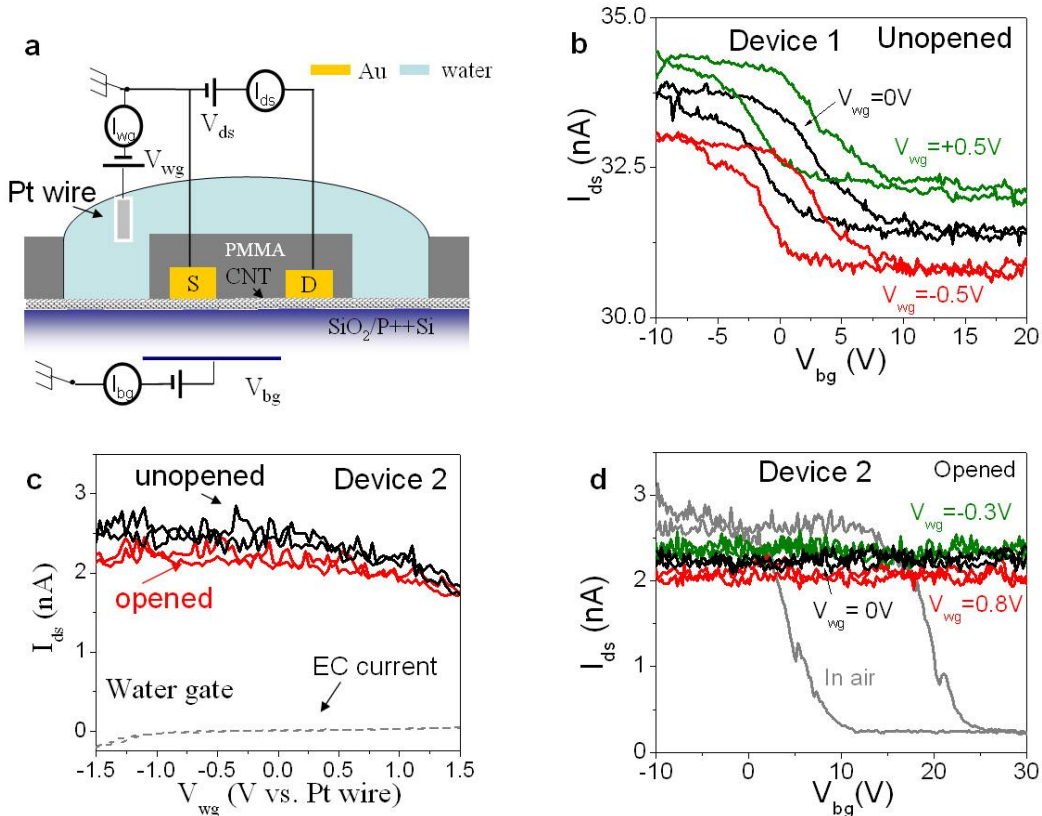 a
Au
water
I_wg
V_wg
V_ds
I_ds
Pt wire
PMMA
S
CNT
D
SiO₂/P++Si
I_bg
V_bg
b
Device 1
Unopened
V_wg=0V
V_wg=+0.5V
V_wg=-0.5V
35.0
32.5
30.0
I_ds (nA)
-10
-5
0
5
10
15
20
V_bg (V)
c
unopened
Device 2
opened
EC current
Water gate
3
2
1
0
I_ds (nA)
-1.5
-1.0
-0.5
0.0
0.5
1.0
1.5
V_wg (V vs. Pt wire)
d
Device 2
Opened
V_wg=-0.3V
V_wg= 0V
V_wg=0.8V
In air
3
2
1
0
I_ds (nA)
-10
0
10
20
30
V_bg (V)